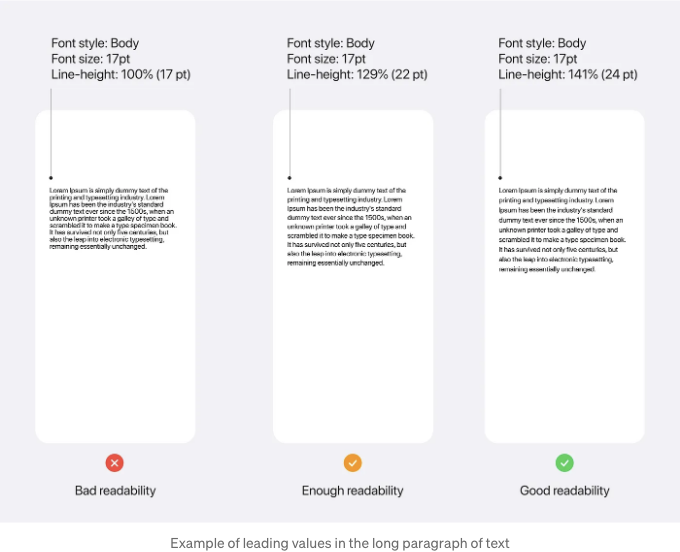 Font style: Body
Font size: 17pt
Line-height: 100% (17 pt)
Lorem Ipsum is simply dummy text of the
printing and typesetting industry. Lorem
Ipsum has been the industry's standard
dummy text ever since the 1500s, when an
unknown printer took a galley of type and
scrambled it to make a type specimen book.
It has survived not only five centuries, but
also the leap into electronic typesetting,
remaining essentially unchanged.
Bad readability
Font style: Body
Font size: 17pt
Line-height: 129% (22 pt)
Lorem Ipsum is simply dummy text of the
printing and typesetting industry. Lorem
Ipsum has been the industry's standard
dummy text ever since the 1500s, when an
unknown printer took a galley of type and
scrambled it to make a type specimen book.
It has survived not only five centuries, but
also the leap into electronic typesetting,
remaining essentially unchanged.
Enough readability
Font style: Body
Font size: 17pt
Line-height: 141% (24 pt)
Lorem Ipsum is simply dummy text of the
printing and typesetting industry. Lorem
Ipsum has been the industry's standard
dummy text ever since the 1500s, when an
unknown printer took a galley of type and
scrambled it to make a type specimen book.
It has survived not only five centuries, but
also the leap into electronic typesetting,
remaining essentially unchanged.
Good readability
Example of leading values in the long paragraph of text